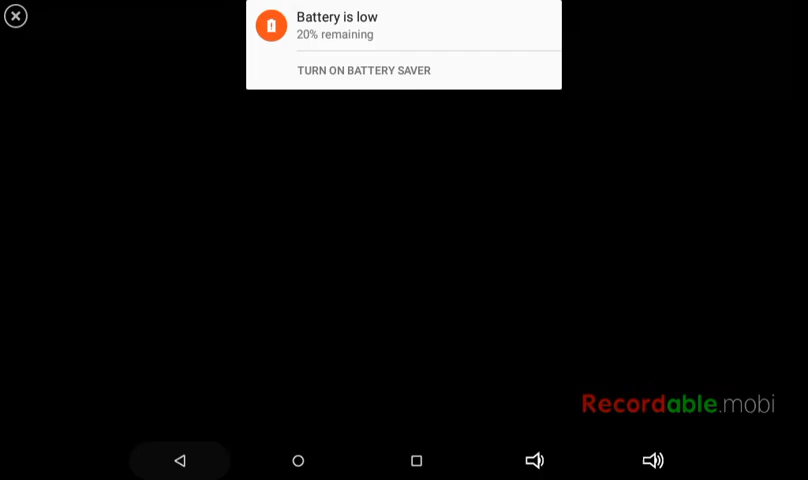 Battery is low
20% remaining
TURN ON BATTERY SAVER
Recordable.mobi